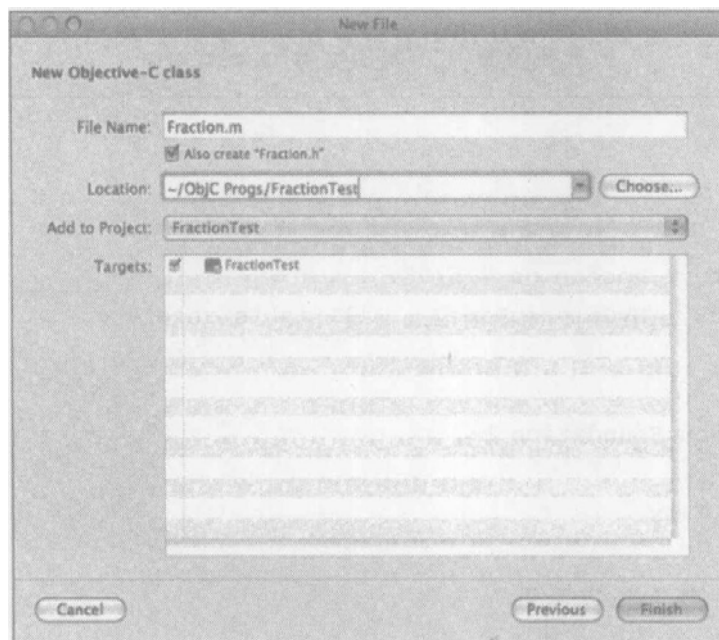 New File
New Objective-C class
File Name: Fraction.m
Also create "Fraction.h"
Location: ~/ObjC Progs/FractionTest Choose...
Add to Project: FractionTest
Targets: FractionTest
Cancel Previous Finish